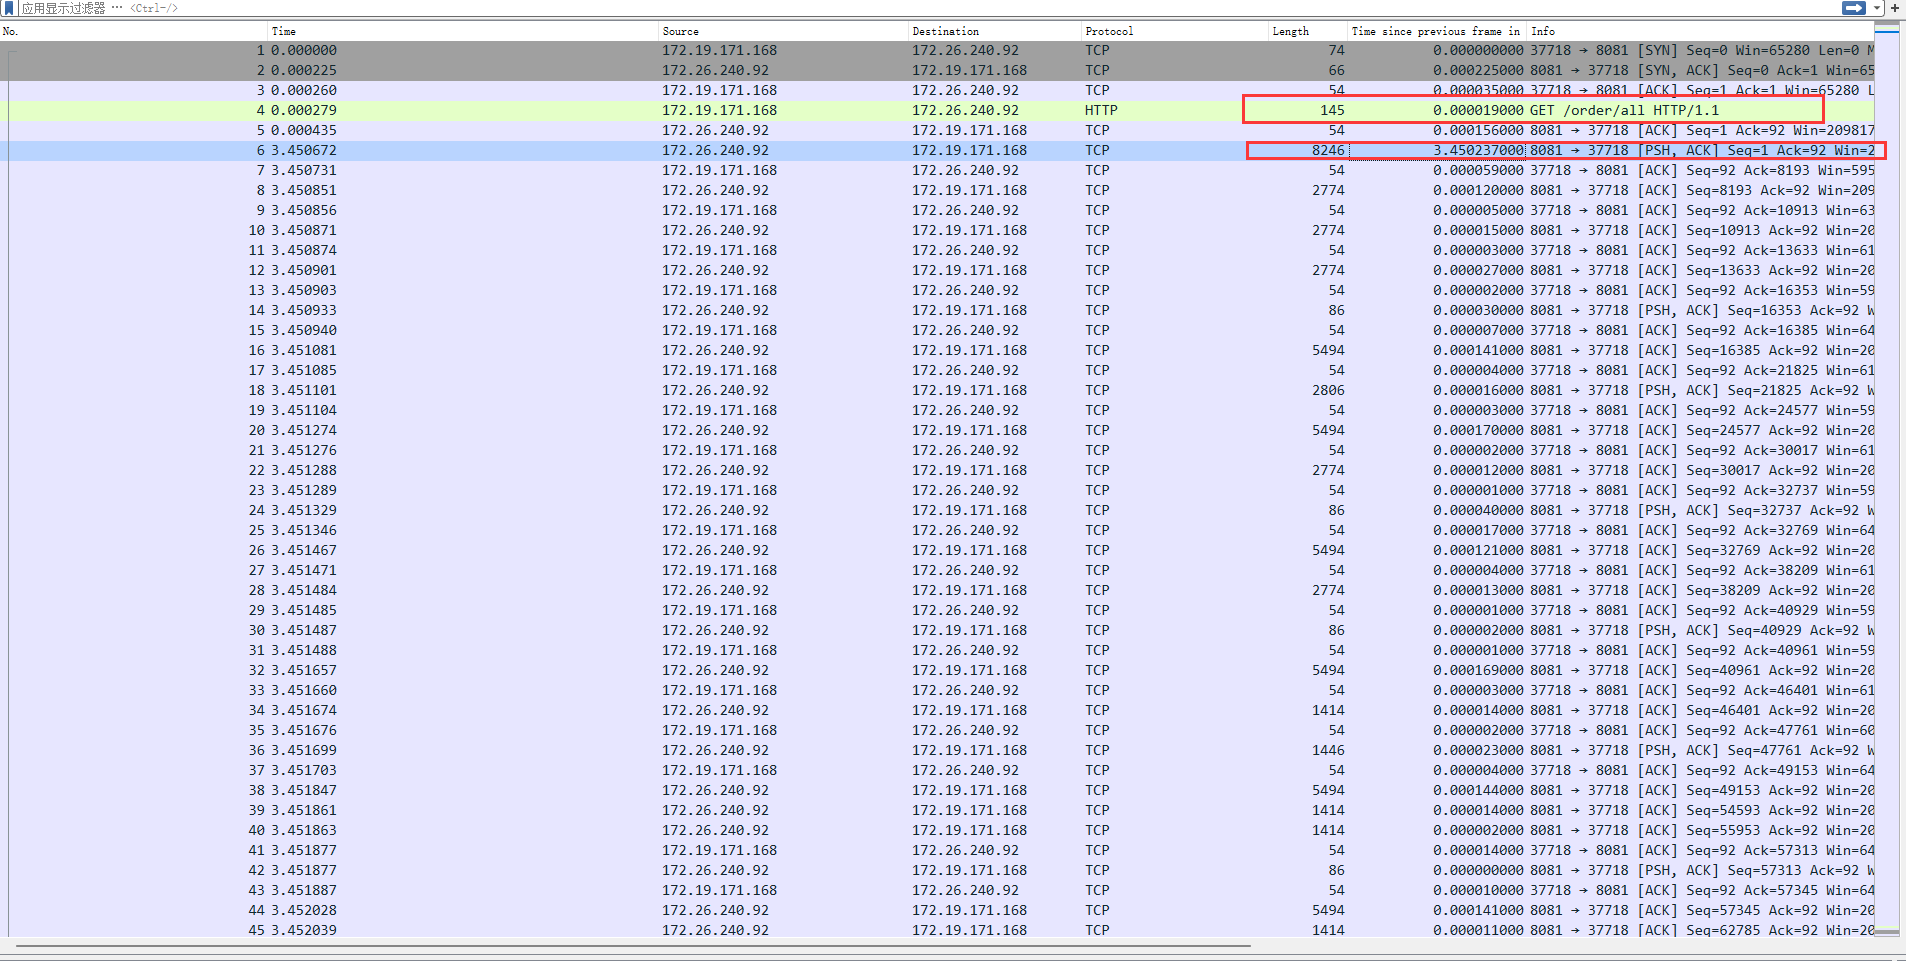 应用显示过滤器 … <Ctrl-/>
No. Time Source Destination Protocol Length Time since previous frame in Info
1 0.000000 172.19.171.168 172.26.240.92 TCP 74 0.000000000 37718 → 8081 [SYN] Seq=0 Win=65280 Len=0 M
2 0.000225 172.26.240.92 172.19.171.168 TCP 66 0.000225000 8081 → 37718 [SYN, ACK] Seq=0 Ack=1 Win=65
3 0.000260 172.19.171.168 172.26.240.92 TCP 54 0.000035000 37718 → 8081 [ACK] Seq=1 Ack=1 Win=65280 L
4 0.000279 172.19.171.168 172.26.240.92 HTTP 145 0.000019000 GET /order/all HTTP/1.1
5 0.000435 172.26.240.92 172.19.171.168 TCP 54 0.000156000 8081 → 37718 [ACK] Seq=1 Ack=92 Win=209817
6 3.450672 172.26.240.92 172.19.171.168 TCP 8246 3.450237000 8081 → 37718 [PSH, ACK] Seq=1 Ack=92 Win=2
7 3.450731 172.19.171.168 172.26.240.92 TCP 54 0.000059000 37718 → 8081 [ACK] Seq=92 Ack=8193 Win=595
8 3.450851 172.26.240.92 172.19.171.168 TCP 2774 0.000120000 8081 → 37718 [ACK] Seq=8193 Ack=92 Win=209
9 3.450856 172.19.171.168 172.26.240.92 TCP 54 0.000005000 37718 → 8081 [ACK] Seq=92 Ack=10913 Win=63
10 3.450871 172.26.240.92 172.19.171.168 TCP 2774 0.000015000 8081 → 37718 [ACK] Seq=10913 Ack=92 Win=20
11 3.450874 172.19.171.168 172.26.240.92 TCP 54 0.000003000 37718 → 8081 [ACK] Seq=92 Ack=13633 Win=61
12 3.450901 172.26.240.92 172.19.171.168 TCP 2774 0.000027000 8081 → 37718 [ACK] Seq=13633 Ack=92 Win=20
13 3.450903 172.19.171.168 172.26.240.92 TCP 54 0.000002000 37718 → 8081 [ACK] Seq=92 Ack=16353 Win=59
14 3.450933 172.26.240.92 172.19.171.168 TCP 86 0.000030000 8081 → 37718 [PSH, ACK] Seq=16353 Ack=92 W
15 3.450940 172.19.171.168 172.26.240.92 TCP 54 0.000007000 37718 → 8081 [ACK] Seq=92 Ack=16385 Win=64
16 3.451081 172.26.240.92 172.19.171.168 TCP 5494 0.000141000 8081 → 37718 [ACK] Seq=16385 Ack=92 Win=20
17 3.451085 172.19.171.168 172.26.240.92 TCP 54 0.000004000 37718 → 8081 [ACK] Seq=92 Ack=21825 Win=61
18 3.451101 172.26.240.92 172.19.171.168 TCP 2806 0.000016000 8081 → 37718 [PSH, ACK] Seq=21825 Ack=92 W
19 3.451104 172.19.171.168 172.26.240.92 TCP 54 0.000003000 37718 → 8081 [ACK] Seq=92 Ack=24577 Win=59
20 3.451274 172.26.240.92 172.19.171.168 TCP 5494 0.000170000 8081 → 37718 [ACK] Seq=24577 Ack=92 Win=20
21 3.451276 172.19.171.168 172.26.240.92 TCP 54 0.000002000 37718 → 8081 [ACK] Seq=92 Ack=30017 Win=61
22 3.451288 172.26.240.92 172.19.171.168 TCP 2774 0.000012000 8081 → 37718 [ACK] Seq=30017 Ack=92 Win=20
23 3.451289 172.19.171.168 172.26.240.92 TCP 54 0.000001000 37718 → 8081 [ACK] Seq=92 Ack=32737 Win=59
24 3.451329 172.26.240.92 172.19.171.168 TCP 86 0.000040000 8081 → 37718 [PSH, ACK] Seq=32737 Ack=92 W
25 3.451346 172.19.171.168 172.26.240.92 TCP 54 0.000017000 37718 → 8081 [ACK] Seq=92 Ack=32769 Win=64
26 3.451467 172.26.240.92 172.19.171.168 TCP 5494 0.000121000 8081 → 37718 [ACK] Seq=32769 Ack=92 Win=20
27 3.451471 172.19.171.168 172.26.240.92 TCP 54 0.000004000 37718 → 8081 [ACK] Seq=92 Ack=38209 Win=61
28 3.451484 172.26.240.92 172.19.171.168 TCP 2774 0.000013000 8081 → 37718 [ACK] Seq=38209 Ack=92 Win=20
29 3.451485 172.19.171.168 172.26.240.92 TCP 54 0.000001000 37718 → 8081 [ACK] Seq=92 Ack=40929 Win=59
30 3.451487 172.26.240.92 172.19.171.168 TCP 86 0.000002000 8081 → 37718 [PSH, ACK] Seq=40929 Ack=92 W
31 3.451488 172.19.171.168 172.26.240.92 TCP 54 0.000001000 37718 → 8081 [ACK] Seq=92 Ack=40961 Win=59
32 3.451657 172.26.240.92 172.19.171.168 TCP 5494 0.000169000 8081 → 37718 [ACK] Seq=40961 Ack=92 Win=20
33 3.451660 172.19.171.168 172.26.240.92 TCP 54 0.000003000 37718 → 8081 [ACK] Seq=92 Ack=46401 Win=61
34 3.451674 172.26.240.92 172.19.171.168 TCP 1414 0.000014000 8081 → 37718 [ACK] Seq=46401 Ack=92 Win=20
35 3.451676 172.19.171.168 172.26.240.92 TCP 54 0.000002000 37718 → 8081 [ACK] Seq=92 Ack=47761 Win=60
36 3.451699 172.26.240.92 172.19.171.168 TCP 1446 0.000023000 8081 → 37718 [PSH, ACK] Seq=47761 Ack=92 W
37 3.451703 172.19.171.168 172.26.240.92 TCP 54 0.000004000 37718 → 8081 [ACK] Seq=92 Ack=49153 Win=64
38 3.451847 172.26.240.92 172.19.171.168 TCP 5494 0.000144000 8081 → 37718 [ACK] Seq=49153 Ack=92 Win=20
39 3.451861 172.26.240.92 172.19.171.168 TCP 1414 0.000014000 8081 → 37718 [ACK] Seq=54593 Ack=92 Win=20
40 3.451863 172.26.240.92 172.19.171.168 TCP 1414 0.000002000 8081 → 37718 [ACK] Seq=55953 Ack=92 Win=20
41 3.451877 172.19.171.168 172.26.240.92 TCP 54 0.000014000 37718 → 8081 [ACK] Seq=92 Ack=57313 Win=64
42 3.451877 172.26.240.92 172.19.171.168 TCP 86 0.000000000 8081 → 37718 [PSH, ACK] Seq=57313 Ack=92 W
43 3.451887 172.19.171.168 172.26.240.92 TCP 54 0.000010000 37718 → 8081 [ACK] Seq=92 Ack=57345 Win=64
44 3.452028 172.26.240.92 172.19.171.168 TCP 5494 0.000141000 8081 → 37718 [ACK] Seq=57345 Ack=92 Win=20
45 3.452039 172.26.240.92 172.19.171.168 TCP 1414 0.000011000 8081 → 37718 [ACK] Seq=62785 Ack=92 Win=20